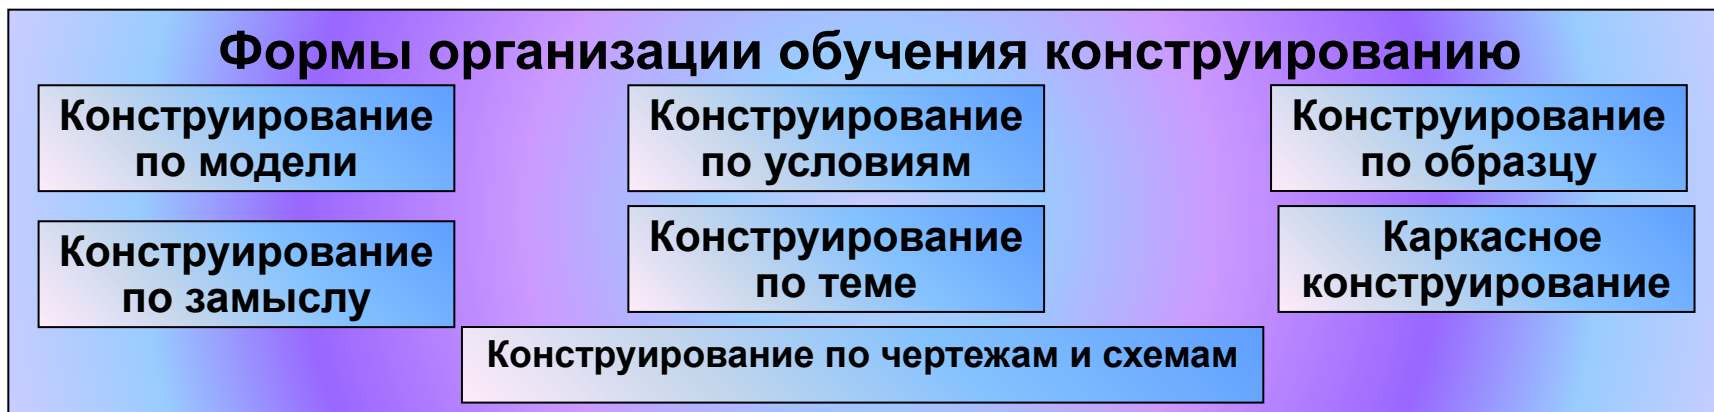 Формы организации обучения конструированию
Конструирование
по модели
Конструирование
по условиям
Конструирование
по образцу
Конструирование
по замыслу
Конструирование
по теме
Каркасное
конструирование
Конструирование по чертежам и схемам